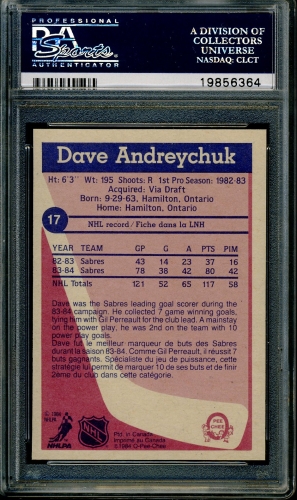 PROFESSIONAL
PSA
Sports
AUTHENTICATOR
A DIVISION OF
COLLECTORS
UNIVERSE
NASDAQ: CLCT
19856364
Dave Andreychuk
Ht: 6'3" Wt: 195 Shoots: R 1st Pro Season: 1982-83
Acquired: Via Draft
Born: 9-29-63, Hamilton, Ontario
Home: Hamilton, Ontario
17
NHL record/Fiche dans la LNH
YEAR TEAM GP G A PTS PIM
82-83 Sabres 43 14 23 37 16
83-84 Sabres 78 38 42 80 42
NHL Totals 121 52 65 117 58
Dave was the Sabres leading goal scorer during the
83-84 campaign. He collected 7 game winning goals,
tying him with Gil Perreault for the club lead. A mainstay
on the power play, he was 2nd on the team with 10
power play goals.
Dave fut le meilleur marqueur de buts des Sabres
durant la saison 83-84. Comme Gil Perreault, il réussit 7
buts gagnants. Spécialiste du jeu de puissance, cette
stratégie lui permit de marquer 10 de ses buts et de finir
2ème du club dans cette catégorie.
NHLPA
NHL
Ptd. in Canada
Imprimé au Canada
© 1984 O-Pee-Chee
O
PEE
CHEE